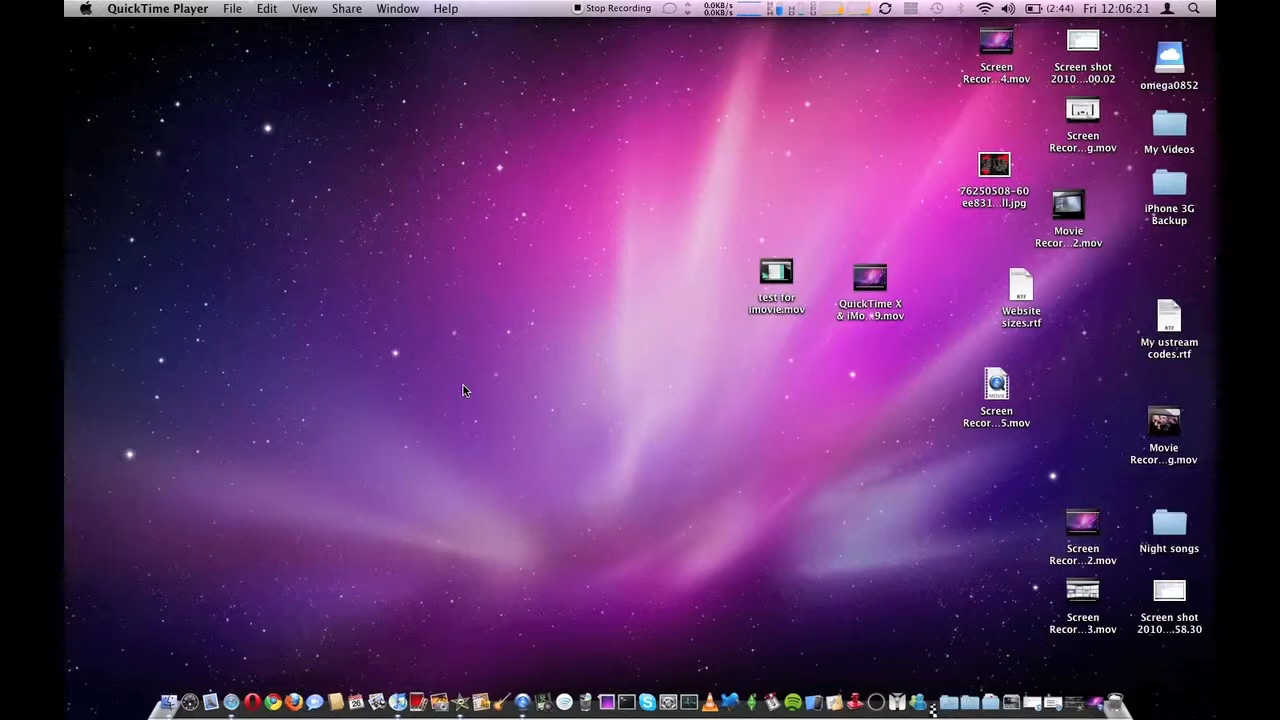 QuickTime Player File Edit View Share Window Help Stop Recording 0.0KB/s 0.0KB/s (2:44) Fri 12:06:21
Screen
Recor...4.mov
Screen shot
2010....00.02
omega0852
Screen
Recor...g.mov
My Videos
76250508-60
ee831...ll.jpg
iPhone 3G
Backup
Movie
Recor...2.mov
test for
imovie.mov
QuickTime X
& iMo...9.mov
Website
sizes.rtf
My ustream
codes.rtf
Screen
Recor...5.mov
Movie
Recor...g.mov
Screen
Recor...2.mov
Night songs
Screen
Recor...3.mov
Screen shot
2010....58.30